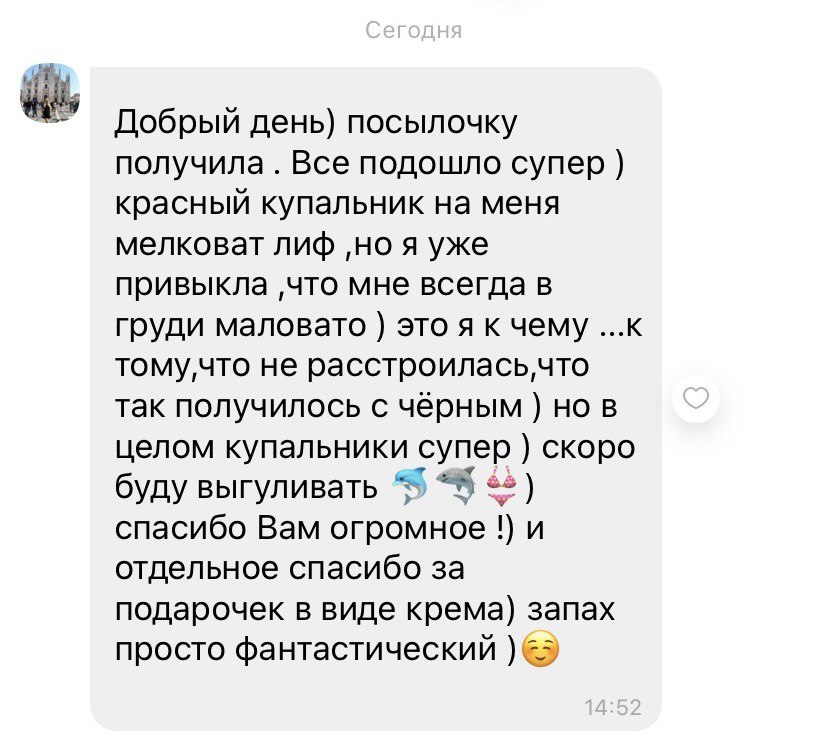 Сегодня
Добрый день) посылочку
получила . Все подошло супер )
красный купальник на меня
мелковат лиф ,но я уже
привыкла ,что мне всегда в
груди маловато ) это я к чему ...к
тому,что не расстроилась,что
так получилось с чёрным ) но в
целом купальники супер ) скоро
буду выгуливать 🐬🦈👙)
спасибо Вам огромное !) и
отдельное спасибо за
подарочек в виде крема) запах
просто фантастический )☺️
14:52